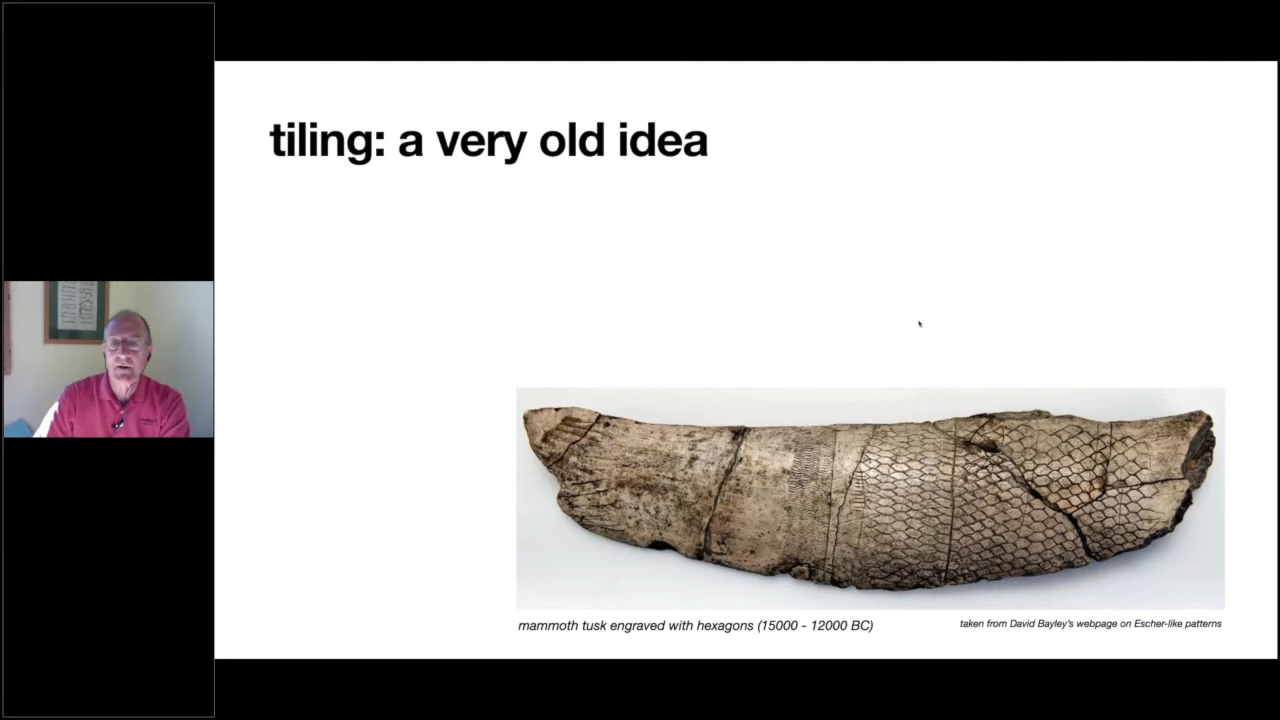 tiling: a very old idea
mammoth tusk engraved with hexagons (15000 - 12000 BC)
taken from David Bayley's webpage on Escher-like patterns